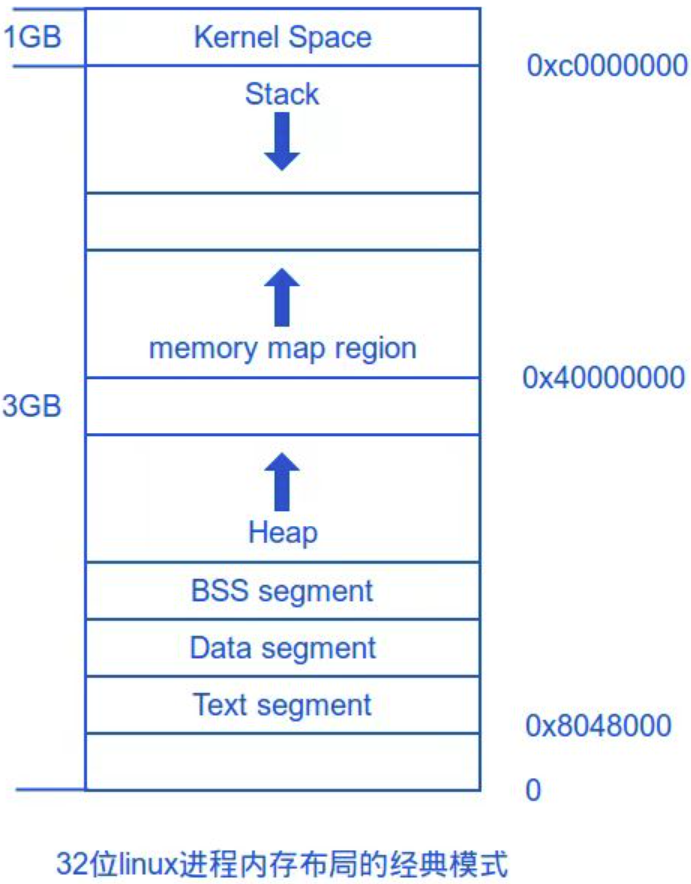 1GB
Kernel Space
0xc0000000
Stack
memory map region
0x40000000
3GB
Heap
BSS segment
Data segment
Text segment
0x8048000
0
32位linux进程内存布局的经典模式